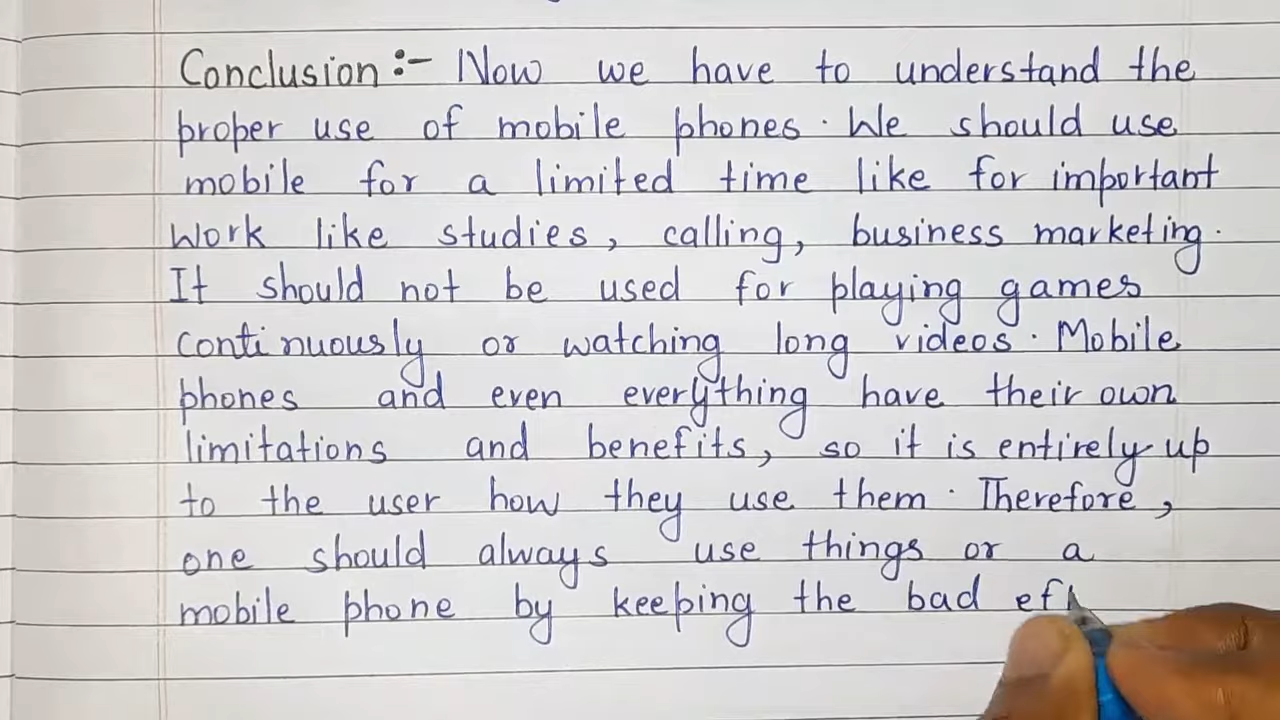 Conclusion :- Now we have to understand the
proper use of mobile phones. We should use
mobile for a limited time like for important
work like studies, calling, business marketing.
It should not be used for playing games
continuously or watching long videos. Mobile
phones and even everything have their own
limitations and benefits, so it is entirely up
to the user how they use them. Therefore,
one should always use things or a
mobile phone by keeping the bad ef